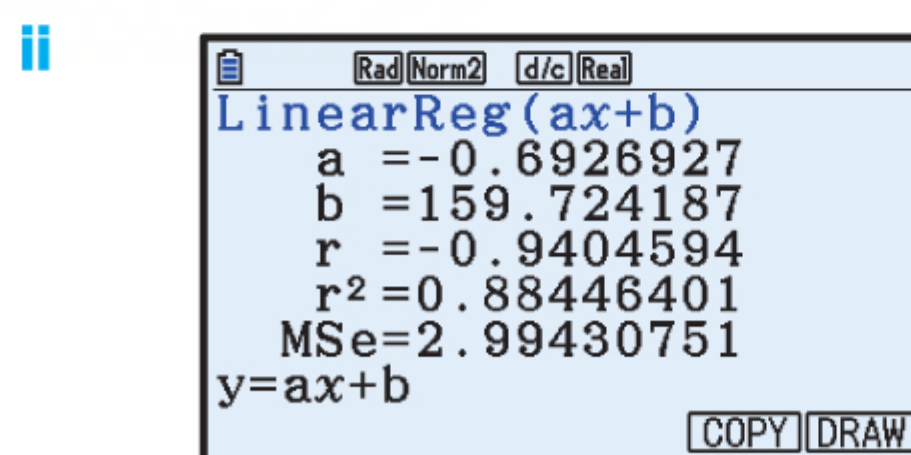 ii
Rad Norm2 d/c Real
LinearReg(ax+b)
a =-0.6926927
b =159.724187
r =-0.9404594
r²=0.88446401
MSe=2.99430751
y=ax+b
COPY DRAW